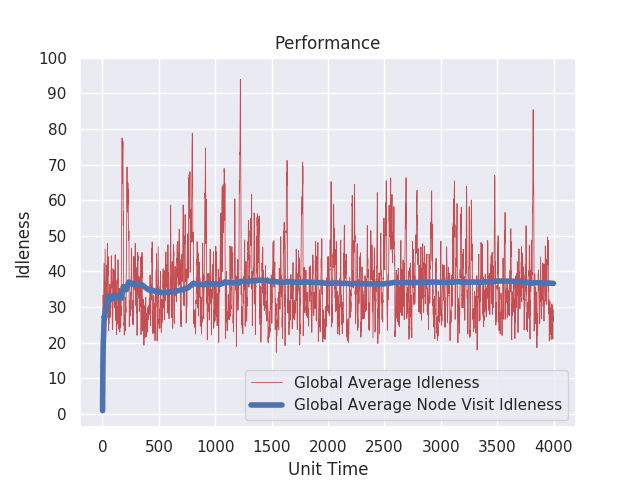 Performance
100
90
80
70
60
50
40
30
20
10
0
Idleness
Global Average Idleness
Global Average Node Visit Idleness
0 500 1000 1500 2000 2500 3000 3500 4000
Unit Time